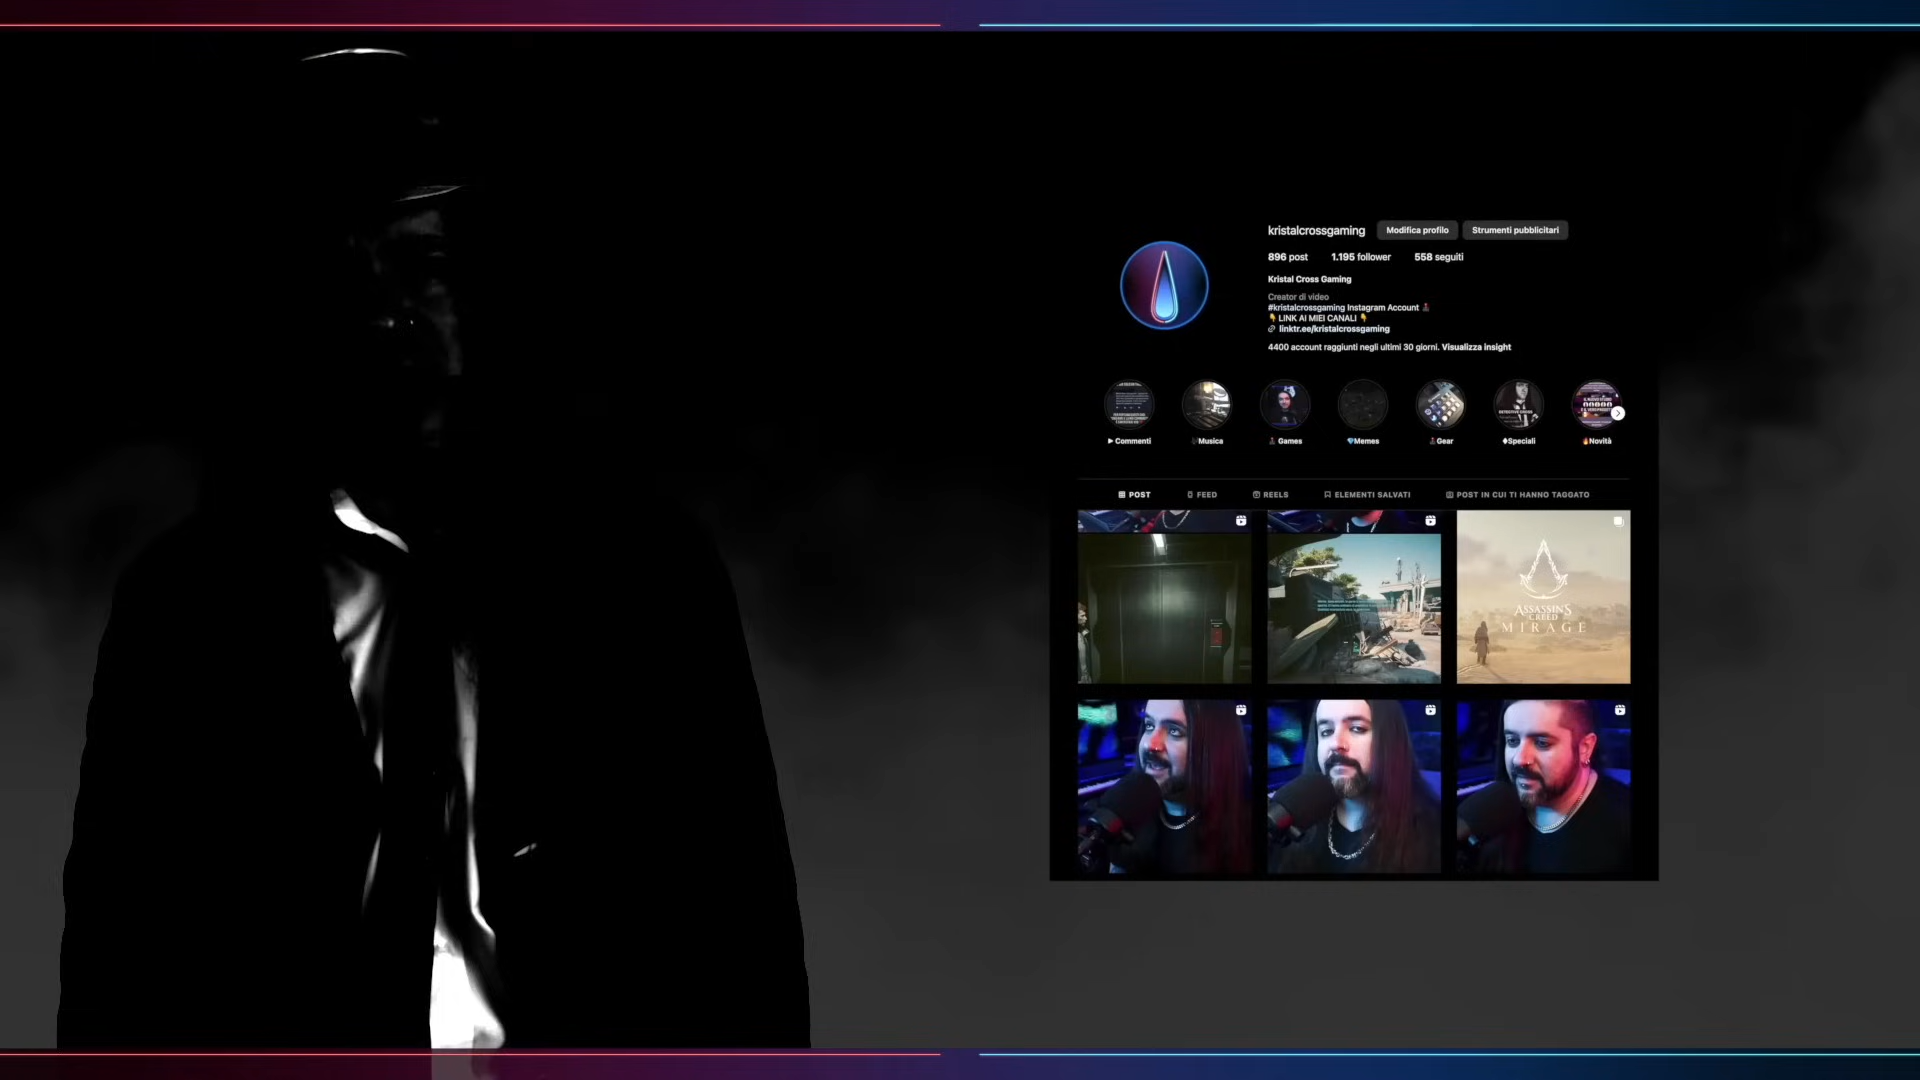 kristalcrossgaming Modifica profilo Strumenti pubblicitari
896 post 1.195 follower 558 seguiti
Kristal Cross Gaming
Creator di video
#kristalcrossgaming Instagram Account 🕹️
👇 LINK AI MIEI CANALI 👇
linktr.ee/kristalcrossgaming
4400 account raggiunti negli ultimi 30 giorni. Visualizza insight
▶ Commenti 🎶Musica 🕹️ Games 💎Memes 🕹️Gear ♦Speciali 🔥Novità
POST FEED REELS ELEMENTI SALVATI POST IN CUI TI HANNO TAGGATO
ASSASSIN'S
CREED
MIRAGE